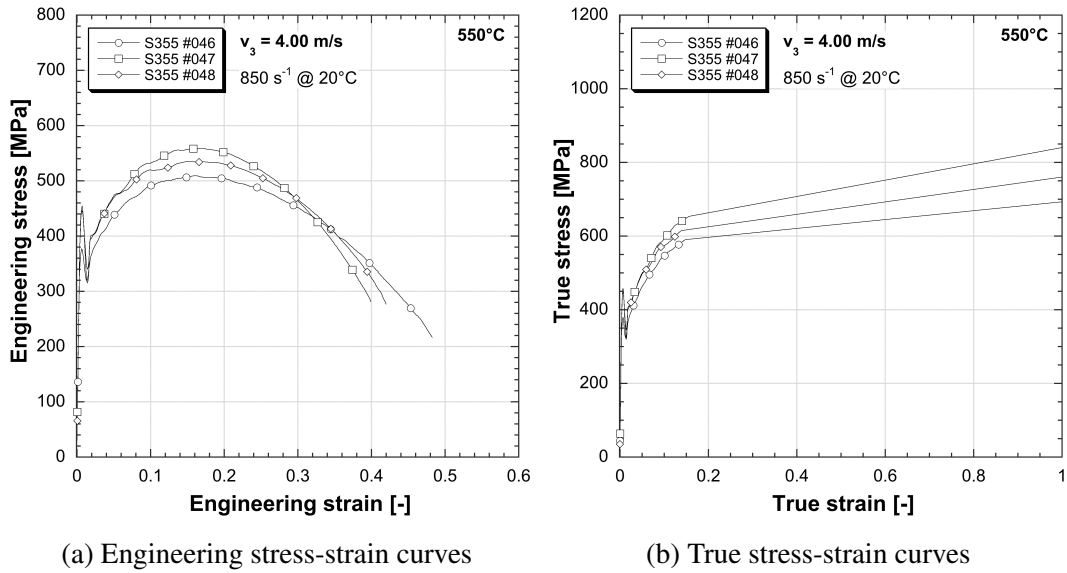 800
700
600
500
400
300
200
100
0
Engineering stress [MPa]
S355 #046
S355 #047
S355 #048
v3 = 4.00 m/s
850 s-1 @ 20°C
550°C
0 0.1 0.2 0.3 0.4 0.5 0.6
Engineering strain [-]
(a) Engineering stress-strain curves
1200
1000
800
600
400
200
0
True stress [MPa]
S355 #046
S355 #047
S355 #048
v3 = 4.00 m/s
850 s-1 @ 20°C
550°C
0 0.2 0.4 0.6 0.8 1
True strain [-]
(b) True stress-strain curves